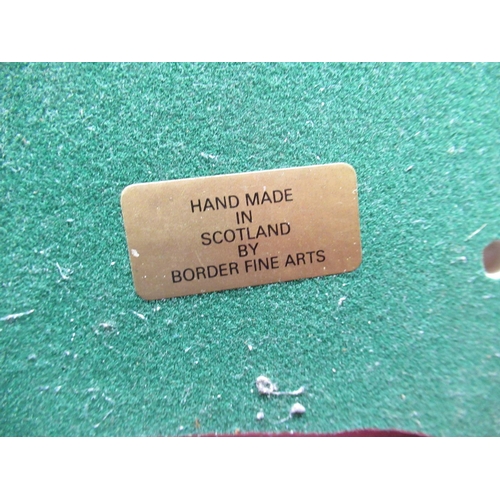 HAND MADE
IN
SCOTLAND
BY
BORDER FINE ARTS